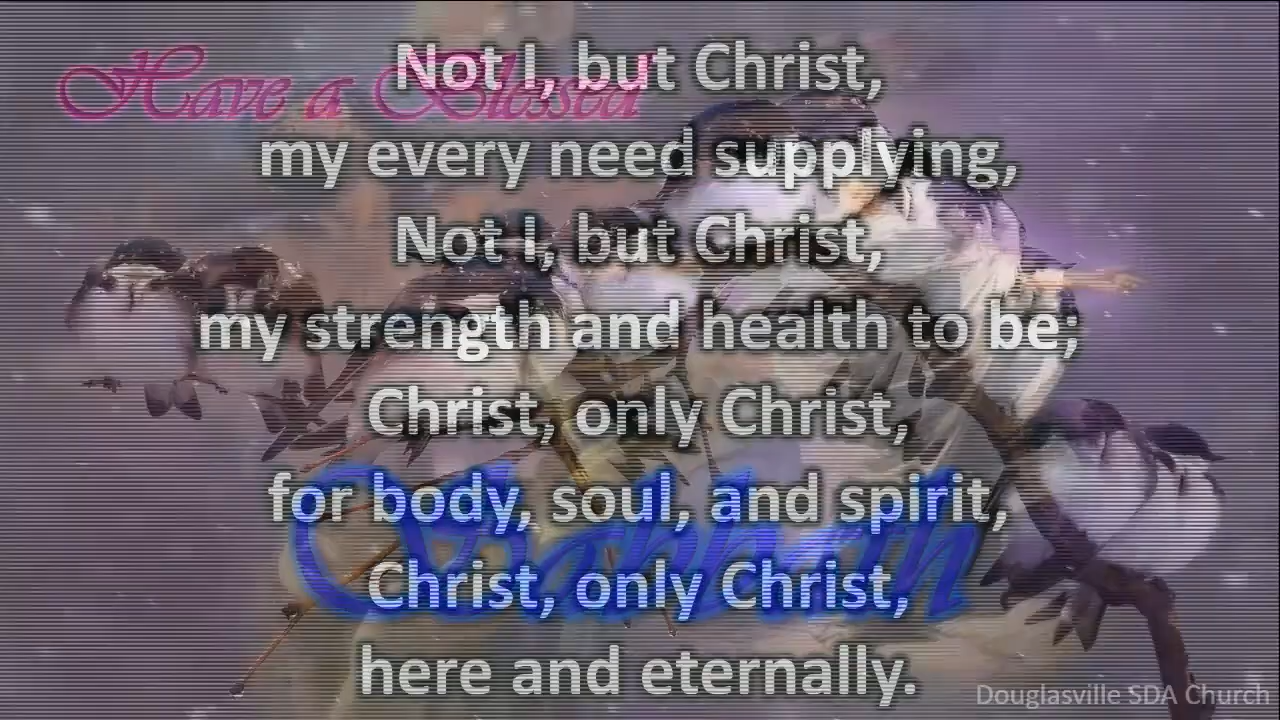 Have a Blessed
Not I, but Christ,
my every need supplying,
Not I, but Christ,
my strength and health to be;
Christ, only Christ,
for body, soul, and spirit,
Sabbath
Christ, only Christ,
here and eternally.
Douglasville SDA Church